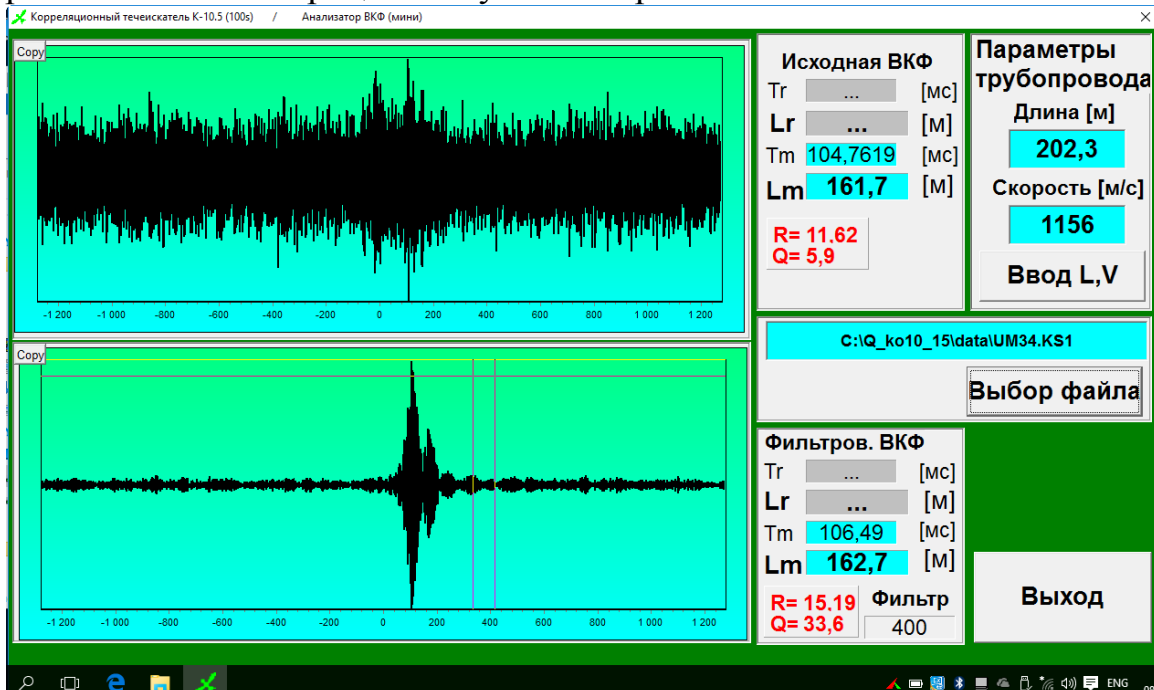 Корреляционный течеискатель К-10.5 (100s) / Анализатор ВКФ (мини)
Copy
-1 200 -1 000 -800 -600 -400 -200 0 200 400 600 800 1 000 1 200
Исходная ВКФ
Tr ... [мс]
Lr ... [м]
Tm 104,7619 [мс]
Lm 161,7 [м]
R= 11,62
Q= 5,9
Параметры
трубопровода
Длина [м]
202,3
Скорость [м/с]
1156
Ввод L,V
C:\Q_ko10_15\data\UM34.KS1
Выбор файла
Copy
-1 200 -1 000 -800 -600 -400 -200 0 200 400 600 800 1 000 1 200
Фильтров. ВКФ
Tr ... [мс]
Lr ... [м]
Tm 106,49 [мс]
Lm 162,7 [м]
R= 15,19
Q= 33,6
Фильтр
400
Выход
ENG